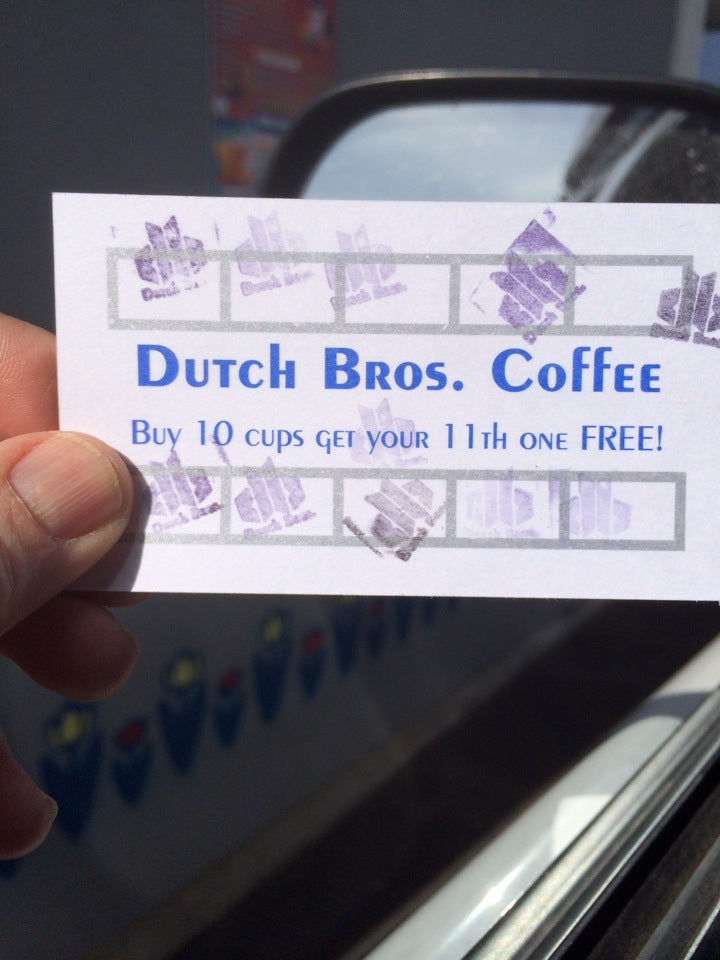 Dutch Bros. Coffee
Buy 10 cups get your 11th one FREE!